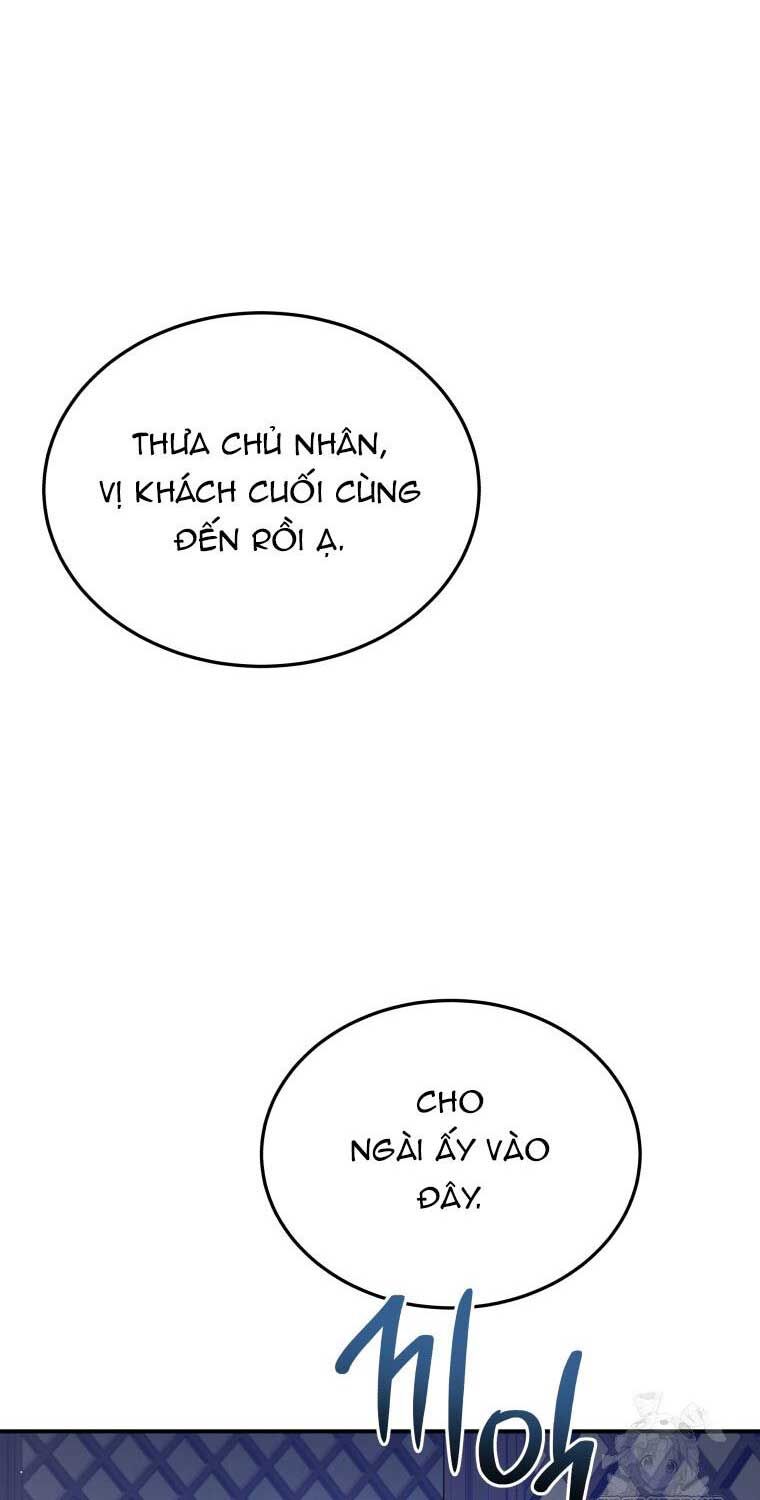 THƯA CHỦ NHÂN,
VỊ KHÁCH CUỐI CÙNG
ĐẾN RỒI Ạ.
CHO
NGÀI ẤY VÀO
ĐÂY.